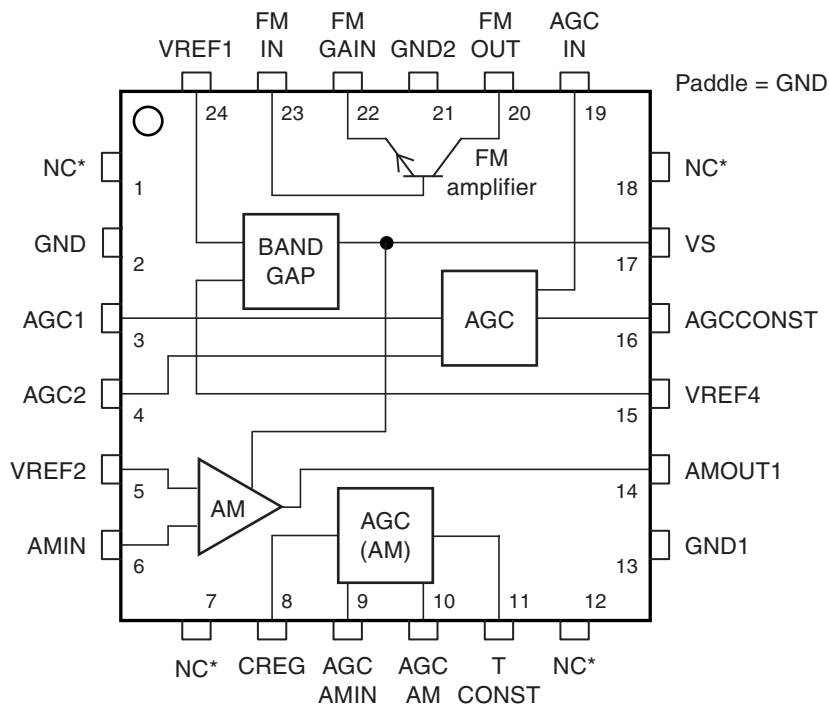 FM FM FM AGC
VREF1 IN GAIN GND2 OUT IN
Paddle = GND
24 23 22 21 20 19
FM
amplifier
NC* 1
18 NC*
GND 2
BAND
GAP
17 VS
AGC1 3
AGC
16 AGCCONST
AGC2 4
15 VREF4
VREF2 5
AM
14 AMOUT1
AMIN 6
AGC
(AM)
13 GND1
7 8 9 10 11 12
NC* CREG AGC AGC T NC*
AMIN AM CONST